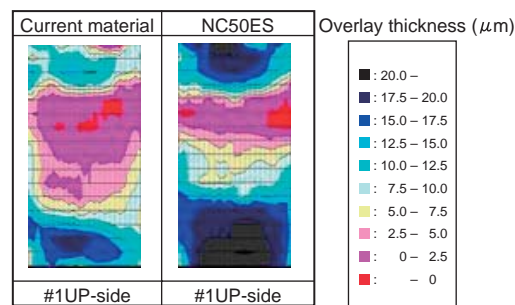 Current material NC50ES Overlay thickness (μm)
: 20.0 –
: 17.5 – 20.0
: 15.0 – 17.5
: 12.5 – 15.0
: 10.0 – 12.5
: 7.5 – 10.0
: 5.0 – 7.5
: 2.5 – 5.0
: 0 – 2.5
: – 0
#1UP-side #1UP-side